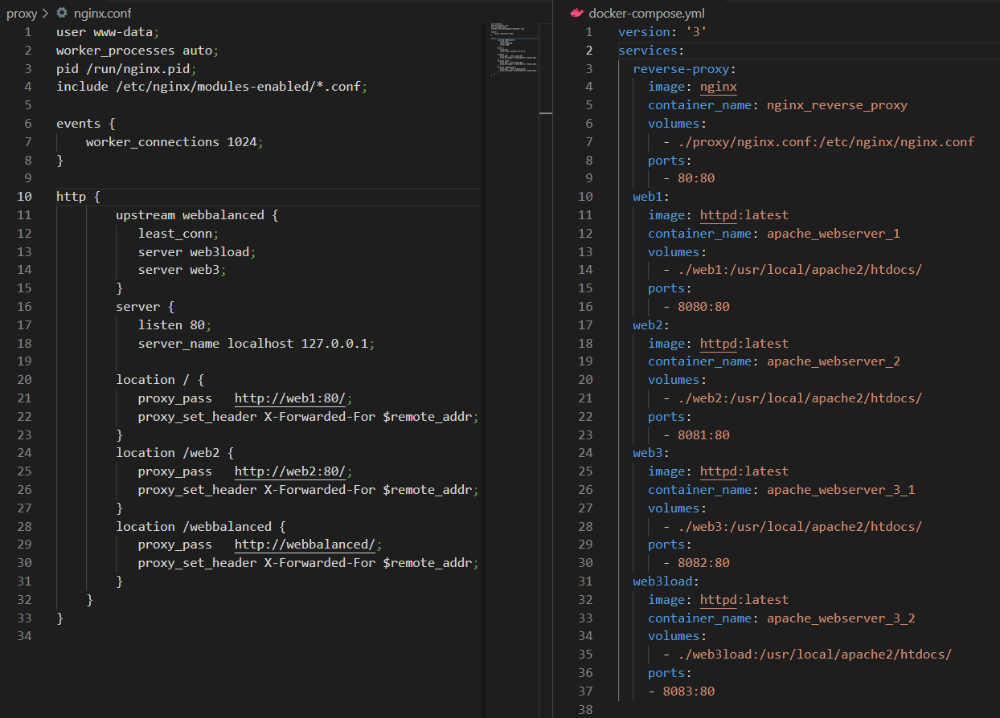 proxy > nginx.conf
1 user www-data;
2 worker_processes auto;
3 pid /run/nginx.pid;
4 include /etc/nginx/modules-enabled/*.conf;
5
6 events {
7     worker_connections 1024;
8 }
9
10 http {
11         upstream webbalanced {
12            least_conn;
13            server web3load;
14            server web3;
15         }
16         server {
17            listen 80;
18            server_name localhost 127.0.0.1;
19
20         location / {
21            proxy_pass   http://web1:80/;
22            proxy_set_header X-Forwarded-For $remote_addr;
23         }
24         location /web2 {
25            proxy_pass   http://web2:80/;
26            proxy_set_header X-Forwarded-For $remote_addr;
27         }
28         location /webbalanced {
29            proxy_pass   http://webbalanced/;
30            proxy_set_header X-Forwarded-For $remote_addr;
31         }
32     }
33 }
34
docker-compose.yml
1 version: '3'
2 services:
3   reverse-proxy:
4     image: nginx
5     container_name: nginx_reverse_proxy
6     volumes:
7       - ./proxy/nginx.conf:/etc/nginx/nginx.conf
8     ports:
9       - 80:80
10   web1:
11     image: httpd:latest
12     container_name: apache_webserver_1
13     volumes:
14       - ./web1:/usr/local/apache2/htdocs/
15     ports:
16       - 8080:80
17   web2:
18     image: httpd:latest
19     container_name: apache_webserver_2
20     volumes:
21       - ./web2:/usr/local/apache2/htdocs/
22     ports:
23       - 8081:80
24   web3:
25     image: httpd:latest
26     container_name: apache_webserver_3_1
27     volumes:
28       - ./web3:/usr/local/apache2/htdocs/
29     ports:
30       - 8082:80
31   web3load:
32     image: httpd:latest
33     container_name: apache_webserver_3_2
34     volumes:
35       - ./web3load:/usr/local/apache2/htdocs/
36     ports:
37     - 8083:80
38